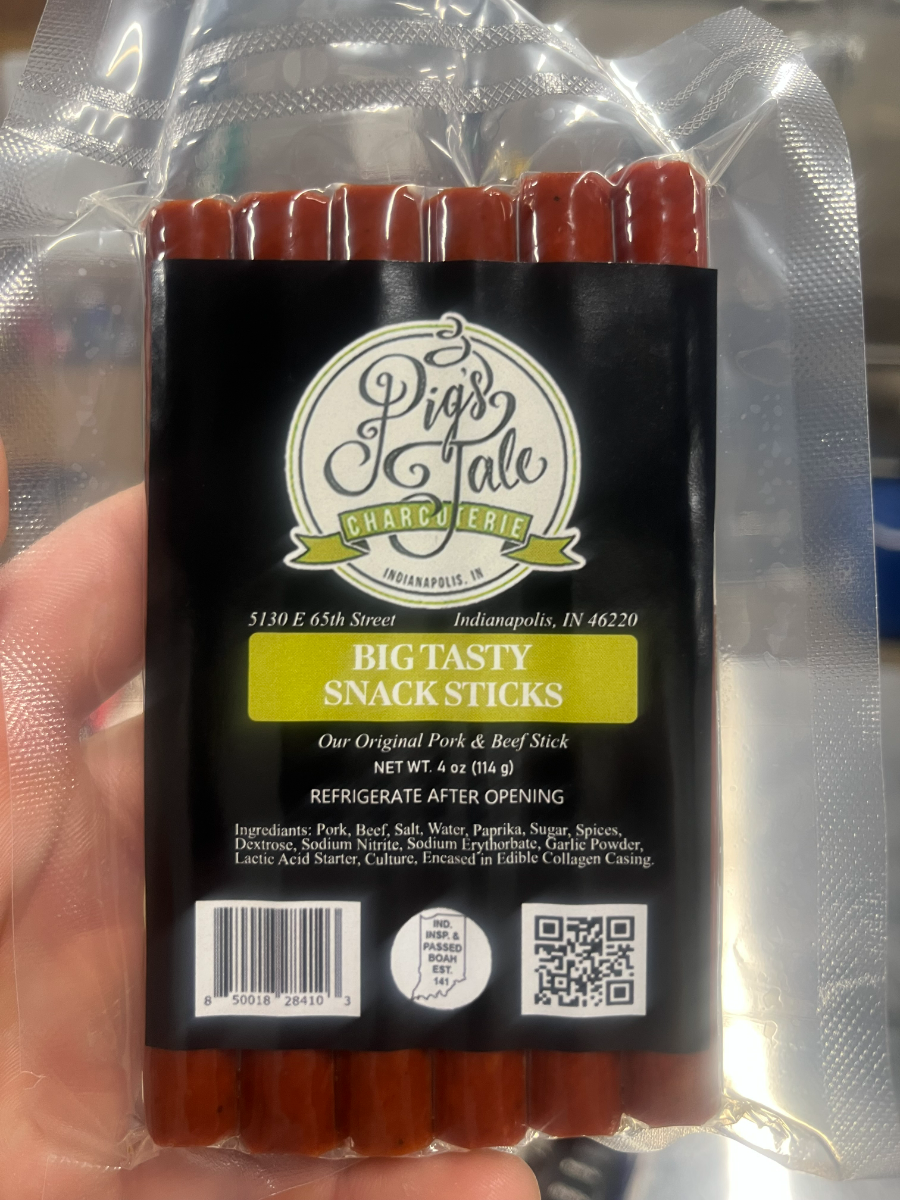 Pig's
Tale
CHARCUTERIE
INDIANAPOLIS, IN
5130 E 65th Street Indianapolis, IN 46220
BIG TASTY
SNACK STICKS
Our Original Pork & Beef Stick
NET WT. 4 oz (114 g)
REFRIGERATE AFTER OPENING
Ingrediants: Pork, Beef, Salt, Water, Paprika, Sugar, Spices,
Dextrose, Sodium Nitrite, Sodium Erythorbate, Garlic Powder,
Lactic Acid Starter, Culture, Encased in Edible Collagen Casing.
8 50018 28410 3
IND.
INSP. &
PASSED
BOAH
EST.
141